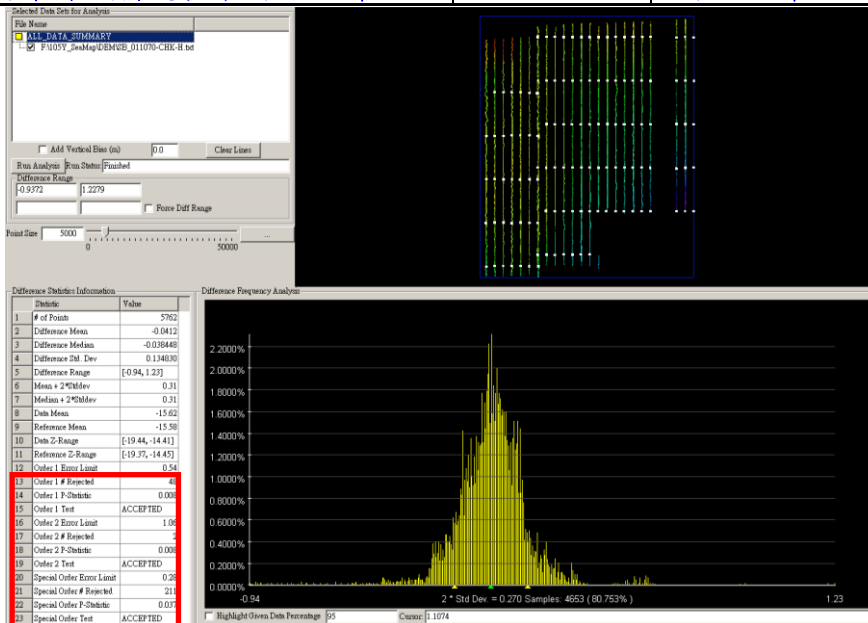 Selected Data Sets for Analysis
File Name
ALL_DATA_SUMMARY
F:\105Y_SeaMap\DEM\SB_011070-CHK-H.txt
Add Vertical Bias (m) 0.0 Clear Lines
Run Analysis Run Status: Finished
Difference Range
-0.9372 1.2279
Force Diff Range
Point Size 5000 ...
0 50000
Difference Statistics Information
Statistic Value
1 # of Points 5762
2 Difference Mean -0.0412
3 Difference Median -0.038448
4 Difference Std. Dev 0.134830
5 Difference Range [-0.94, 1.23]
6 Mean + 2*Stddev 0.31
7 Median + 2*Stddev 0.31
8 Data Mean -15.62
9 Reference Mean -15.58
10 Data Z-Range [-19.44, -14.41]
11 Reference Z-Range [-19.37, -14.45]
12 Order 1 Error Limit 0.54
13 Order 1 # Rejected 48
14 Order 1 P-Statistic 0.008
15 Order 1 Test ACCEPTED
16 Order 2 Error Limit 1.06
17 Order 2 # Rejected 2
18 Order 2 P-Statistic 0.008
19 Order 2 Test ACCEPTED
20 Special Order Error Limit 0.28
21 Special Order # Rejected 211
22 Special Order P-Statistic 0.037
23 Special Order Test ACCEPTED
Difference Frequency Analysis
2.2000%
2.0000%
1.8000%
1.6000%
1.4000%
1.2000%
1.0000%
0.8000%
0.6000%
0.4000%
0.2000%
0.0000%
-0.94 2 * Std Dev. = 0.270 Samples: 4653 ( 80.753% ) 1.23
Highlight Given Data Percentage 95 Cursor: 1.1074